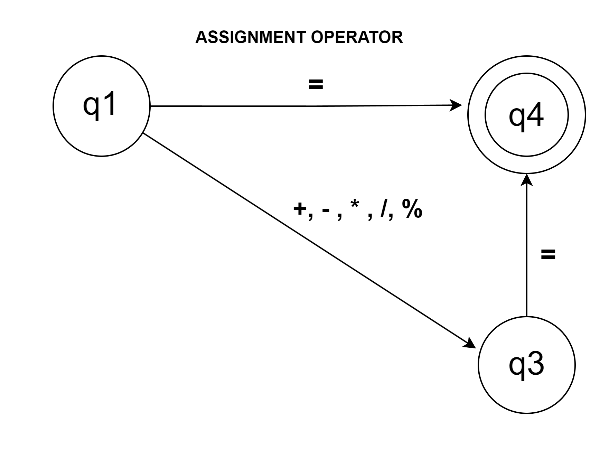 ASSIGNMENT OPERATOR
=
q1
q4
+, - , * , /, %
=
q3